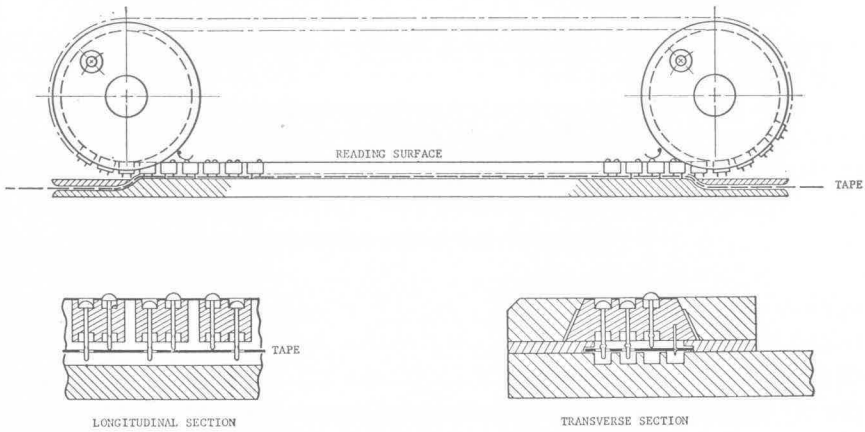 READING SURFACE
TAPE
TAPE
LONGITUDINAL SECTION
TRANSVERSE SECTION